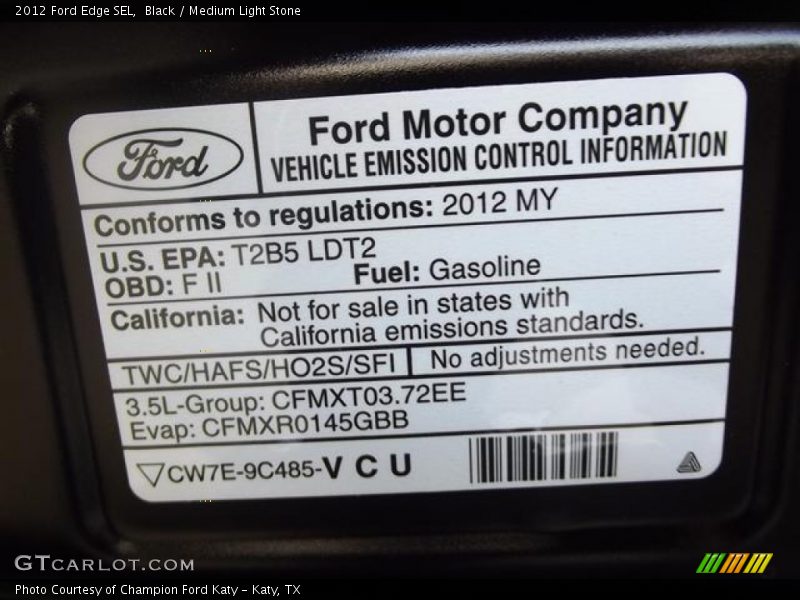 2012 Ford Edge SEL,  Black / Medium Light Stone
Ford
Ford Motor Company
VEHICLE EMISSION CONTROL INFORMATION
Conforms to regulations: 2012 MY
U.S. EPA: T2B5 LDT2
OBD: F II
Fuel: Gasoline
California: Not for sale in states with
California emissions standards.
TWC/HAFS/HO2S/SFI
No adjustments needed.
3.5L-Group: CFMXT03.72EE
Evap: CFMXR0145GBB
CW7E-9C485-VCU
GTCARLOT.COM
Photo Courtesy of Champion Ford Katy - Katy, TX